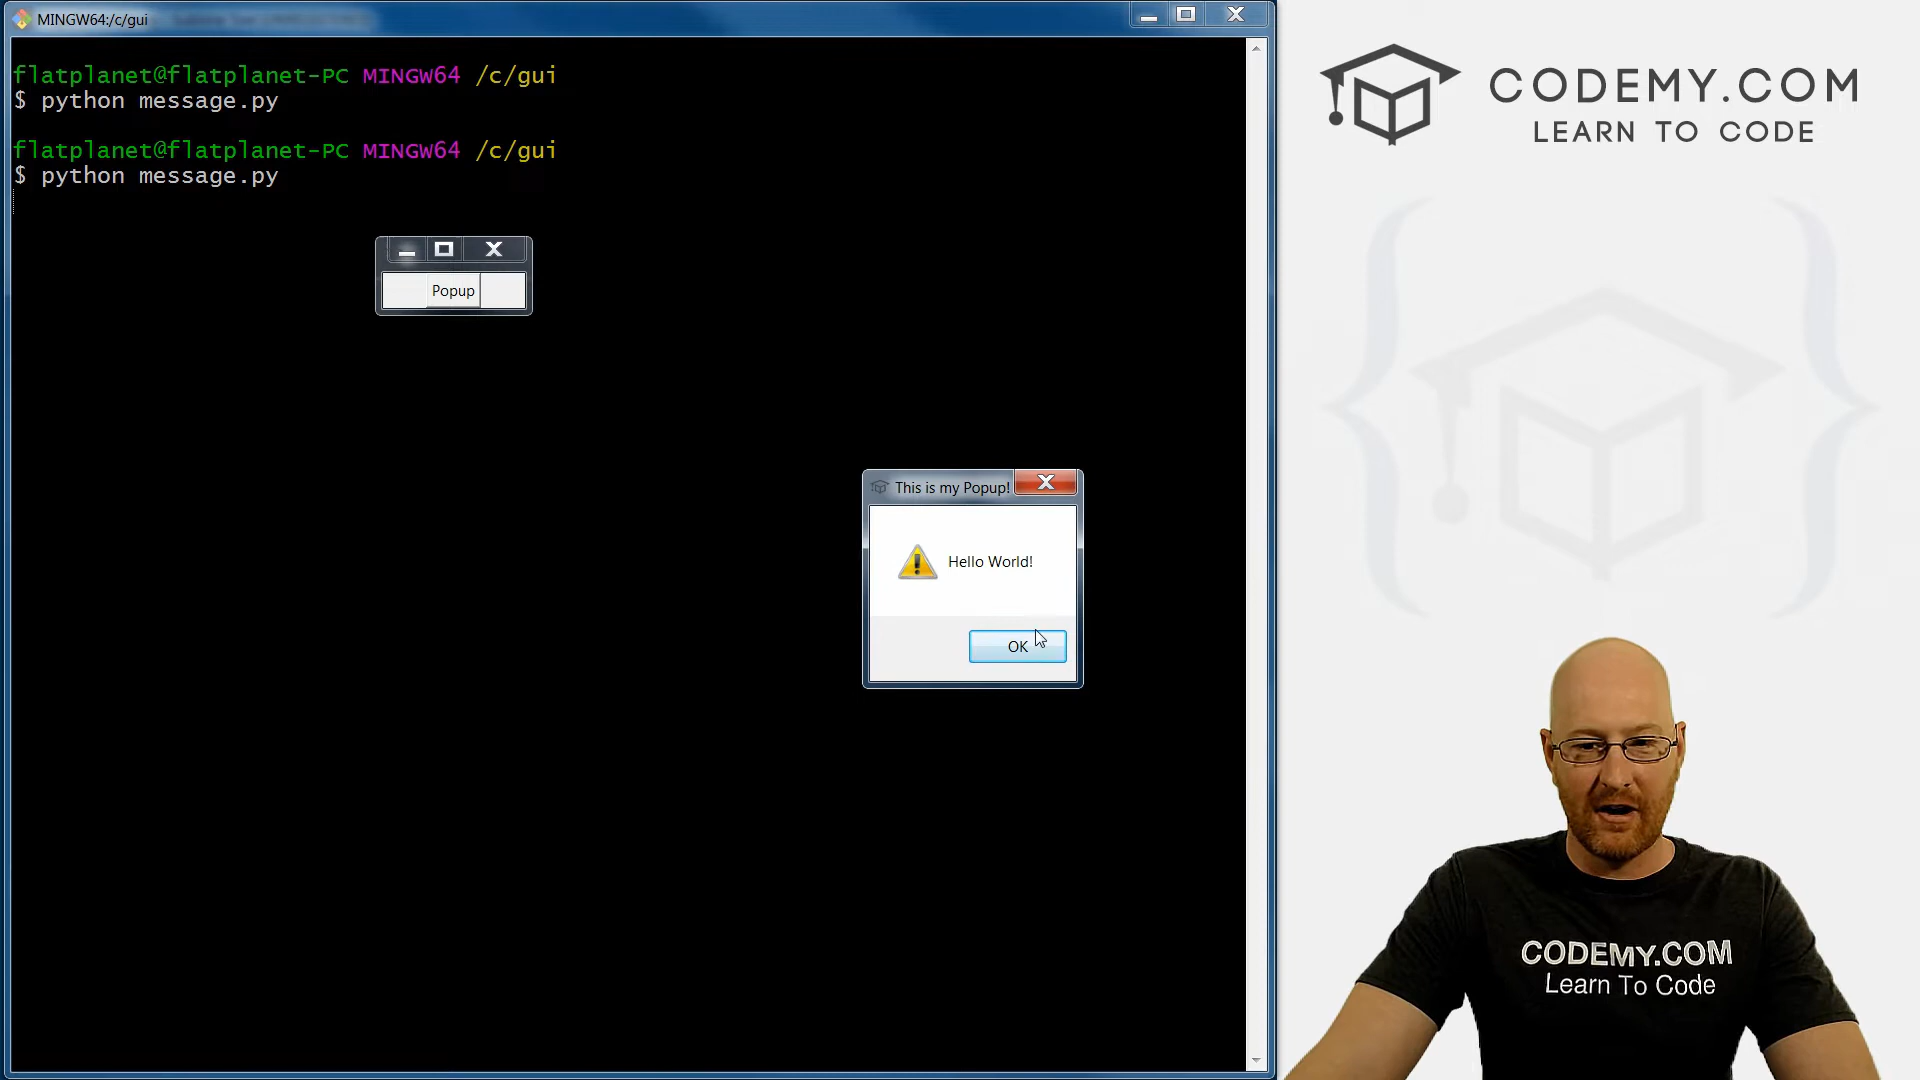 MINGW64:/c/gui
flatplanet@flatplanet-PC MINGW64 /c/gui
$ python message.py
flatplanet@flatplanet-PC MINGW64 /c/gui
$ python message.py
Popup
This is my Popup!
Hello World!
OK
CODEMY.COM
LEARN TO CODE
CODEMY.COM
Learn To Code